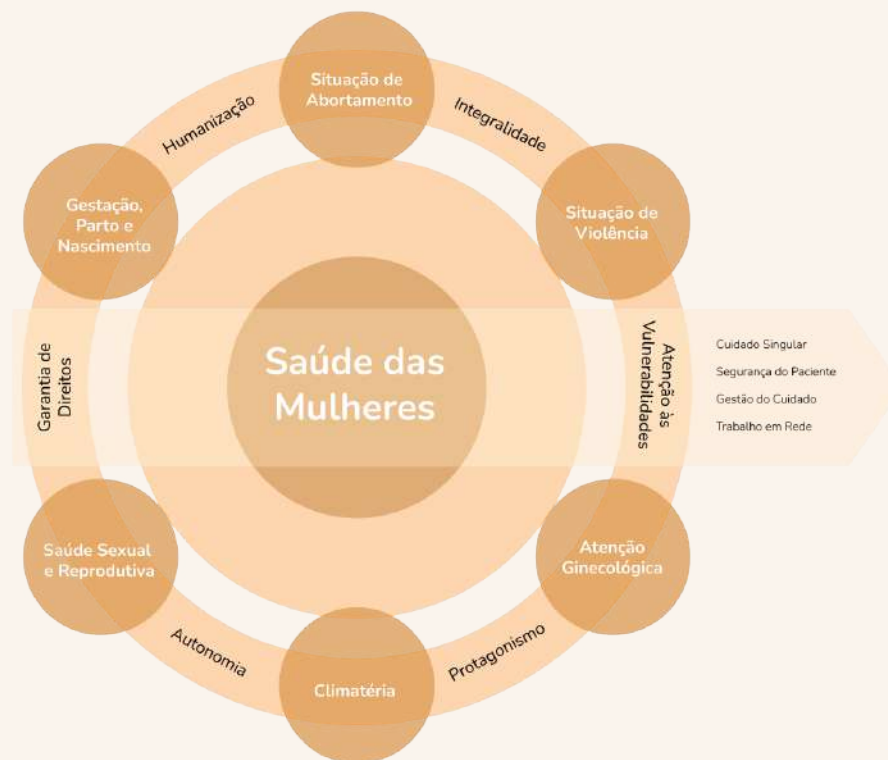 Situação de
Abortamento
Humanização
Integralidade
Gestação,
Parto e
Nascimento
Situação de
Violência
Garantia de
Direitos
Saúde das
Mulheres
Atenção às
Vulnerabilidades
Cuidado Singular
Segurança do Paciente
Gestão do Cuidado
Trabalho em Rede
Saúde Sexual
e Reprodutiva
Atenção
Ginecológica
Autonomia
Protagonismo
Climatéria